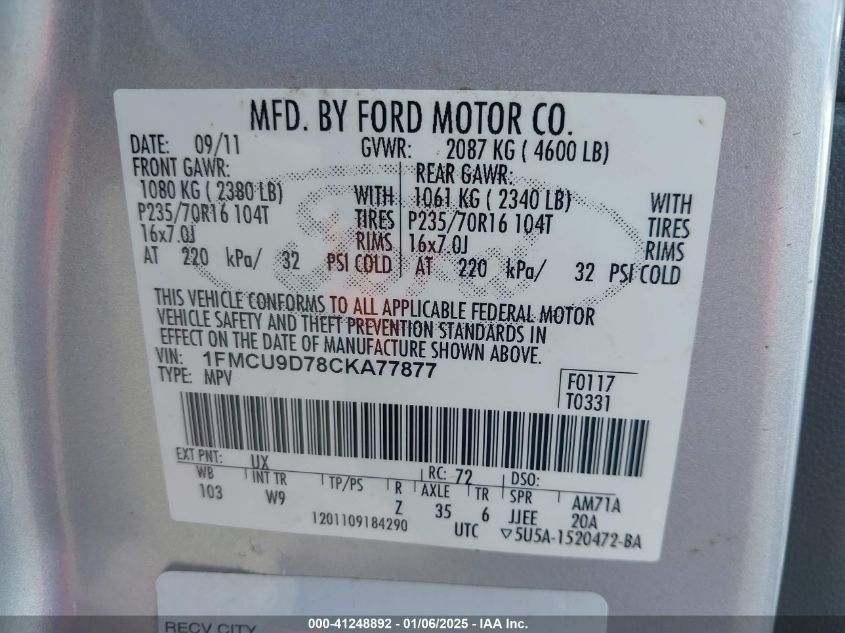 MFD. BY FORD MOTOR CO.
DATE: 09/11 GVWR: 2087 KG ( 4600 LB)
FRONT GAWR: REAR GAWR:
1080 KG ( 2380 LB) WITH 1061 KG ( 2340 LB) WITH
P235/70R16 104T TIRES P235/70R16 104T TIRES
16x7.0J RIMS 16x7.0J RIMS
AT 220 kPa/ 32 PSI COLD AT 220 kPa/ 32 PSI COLD
THIS VEHICLE CONFORMS TO ALL APPLICABLE FEDERAL MOTOR
VEHICLE SAFETY AND THEFT PREVENTION STANDARDS IN
EFFECT ON THE DATE OF MANUFACTURE SHOWN ABOVE.
VIN: 1FMCU9D78CKA77877
TYPE: MPV F0117
T0331
EXT PNT: UX RC: 72 DSO:
WB INT TR TP/PS R AXLE TR SPR AM71A
103 W9 Z 35 6 JJEE 20A
1201109184290 UTC ▽5U5A-1520472-BA
RECV CITY
000-41248892 - 01/06/2025 - IAA Inc.